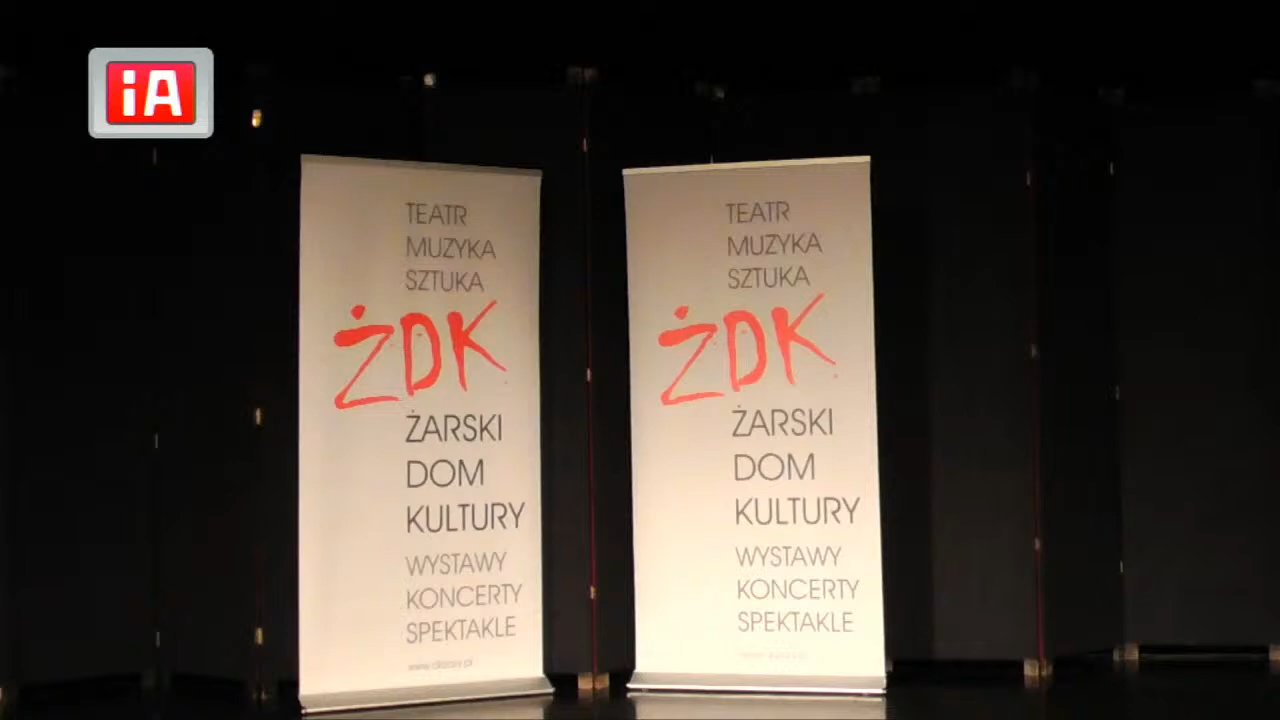 iA
TEATR
MUZYKA
SZTUKA
ŻDK
ŻARSKI
DOM
KULTURY
WYSTAWY
KONCERTY
SPEKTAKLE
TEATR
MUZYKA
SZTUKA
ŻDK
ŻARSKI
DOM
KULTURY
WYSTAWY
KONCERTY
SPEKTAKLE